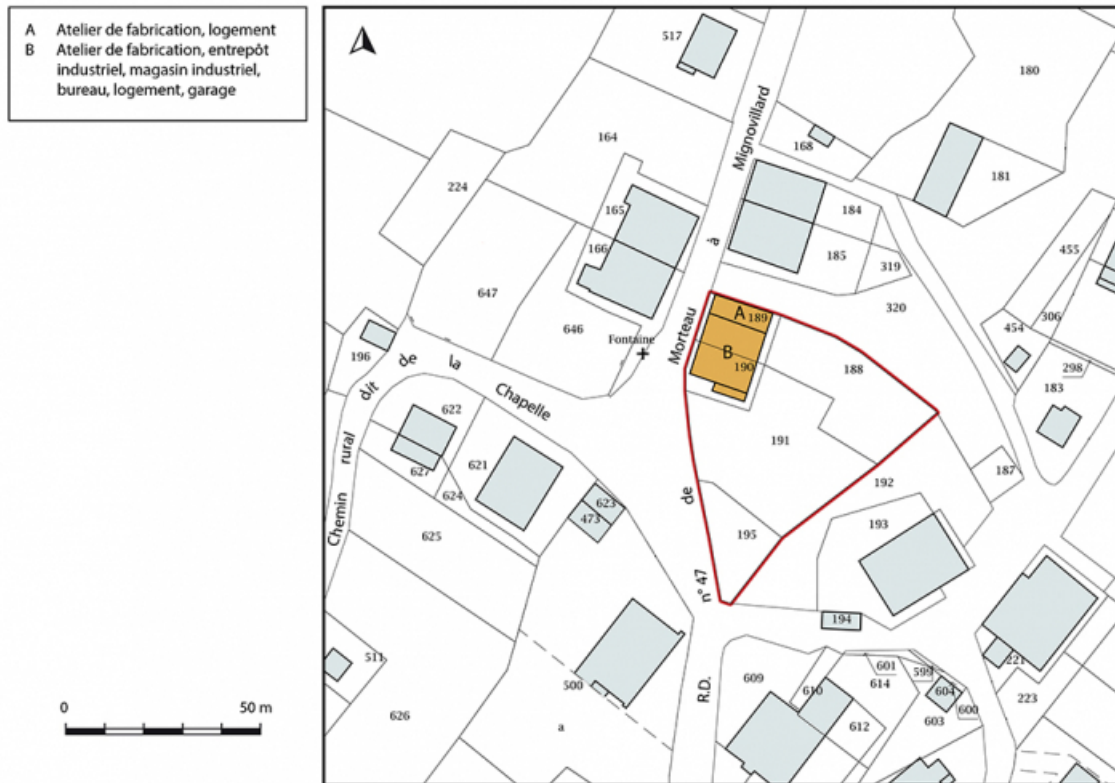 A Atelier de fabrication, logement
B Atelier de fabrication, entrepôt
industriel, magasin industriel,
bureau, logement, garage
517
180
Mignovillard
168
164
181
224
165
184
166
à
185
455
319
647
320
306
189
A
646
Fontaine
Morteau
454
B
196
de
la
190
188
298
183
dit
Chapelle
622
191
rural
621
187
627
192
624
623
de
193
473
195
Chemin
625
n° 47
194
511
601
599
221
609
610
614
604
500
R.D.
600
223
0
50 m
626
a
612
603